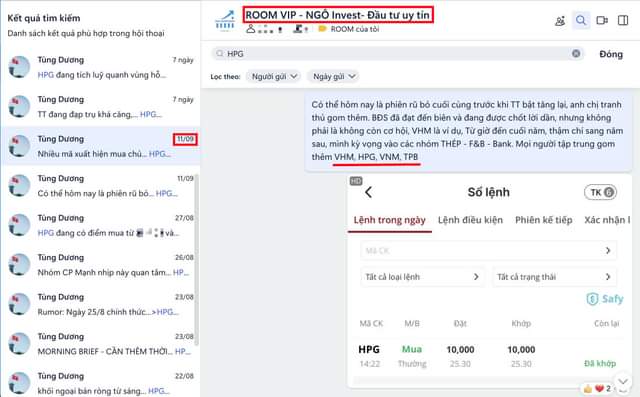 Kết quả tìm kiếm
Danh sách kết quả phù hợp trong hội thoại
Tùng Dương
7 ngày
HPG đang tích luỹ quanh vùng hỗ...
Tùng Dương
7 ngày
TT đang đạp trụ khá căng,... HPG...
Tùng Dương
11/09
Nhiều mã xuất hiện mua chủ... HPG...
Tùng Dương
11/09
Có thể hôm nay là phiên rũ bỏ... HPG...
Tùng Dương
27/08
HPG đang có điểm mua từ và...
Tùng Dương
26/08
Nhóm CP Mạnh nhịp này quan tâm... HPG...
Tùng Dương
23/08
Rumor: Ngày 25/8 chính thức...>HPG...
Tùng Dương
23/08
MORNING BRIEF - CẦN THÊM THỜI... HPG...
Tùng Dương
22/08
khối ngoại bán ròng từ sáng... HPG...
ROOM VIP - NGÔ Invest- Đầu tư uy tín
ROOM của tôi
HPG
Đóng
Lọc theo:
Người gửi
Ngày gửi
Có thể hôm nay là phiên rũ bỏ cuối cùng trước khi TT bật tăng lại, anh chị tranh
thủ gom thêm. BĐS đã đạt đến biên và đang được chốt lời dần, nhưng không
phải là không còn cơ hội, VHM là ví dụ, Từ giờ đến cuối năm, thậm chí sang năm
sau, mình kỳ vọng vào các nhóm THÉP - F&B - Bank. Mọi người tập trung gom
thêm VHM, HPG, VNM, TPB
HD
Sổ lệnh
TK 6
Lệnh trong ngày
Lệnh điều kiện
Phiên kế tiếp
Xác nhận l
Mã CK
Tất cả loại lệnh
Tất cả trạng thái
Safy
Mã CK
M/B
Đặt
Khớp
Còn lại
HPG
Mua
10,000
10,000
14:22
Thường
25.30
25.30
Đã khớp
2